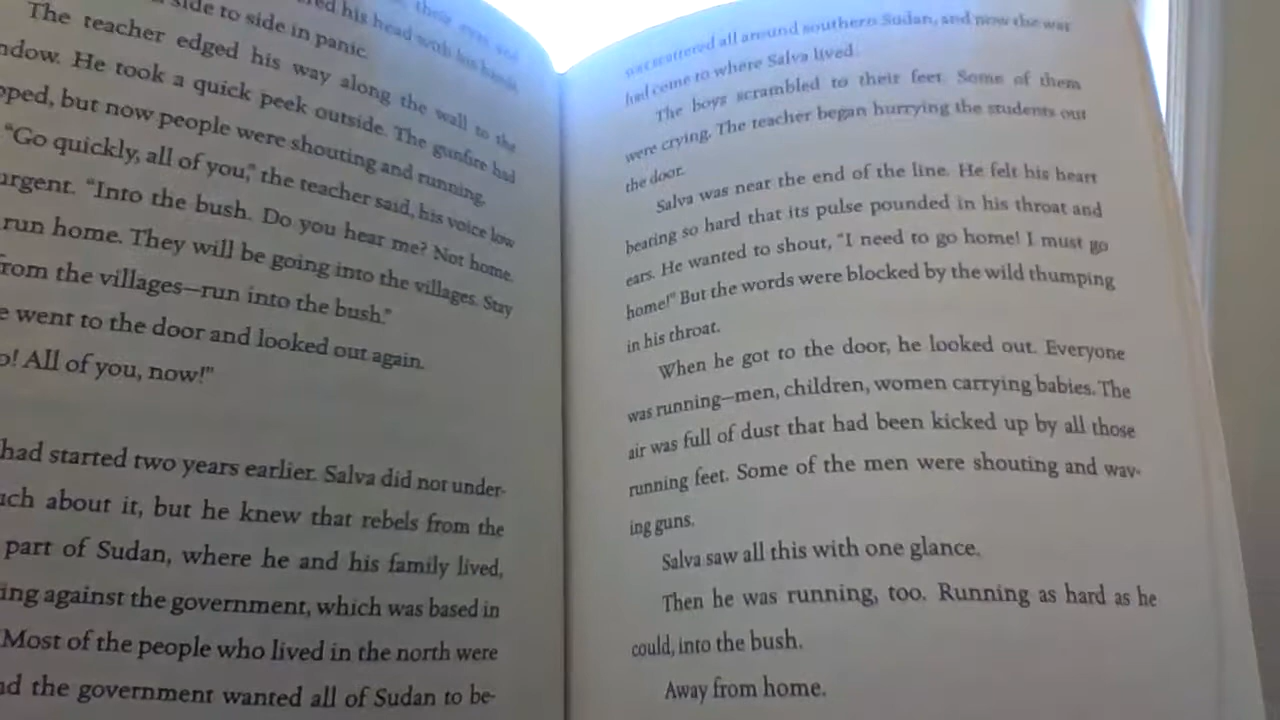 their eyes and
red his head with his hands
side to side in panic.
The teacher edged his way along the wall to the
ndow. He took a quick peek outside. The gunfire had
pped, but now people were shouting and running.
"Go quickly, all of you," the teacher said, his voice low
urgent. "Into the bush. Do you hear me? Not home.
run home. They will be going into the villages. Stay
from the villages—run into the bush."
e went to the door and looked out again.
o! All of you, now!"
had started two years earlier. Salva did not under-
uch about it, but he knew that rebels from the
part of Sudan, where he and his family lived,
ing against the government, which was based in
Most of the people who lived in the north were
nd the government wanted all of Sudan to be-
was scattered all around southern Sudan, and now the war
had come to where Salva lived.
The boys scrambled to their feet. Some of them
were crying. The teacher began hurrying the students out
the door.
Salva was near the end of the line. He felt his heart
beating so hard that its pulse pounded in his throat and
ears. He wanted to shout, "I need to go home! I must go
home!" But the words were blocked by the wild thumping
in his throat.
When he got to the door, he looked out. Everyone
was running—men, children, women carrying babies. The
air was full of dust that had been kicked up by all those
running feet. Some of the men were shouting and wav-
ing guns.
Salva saw all this with one glance.
Then he was running, too. Running as hard as he
could, into the bush.
Away from home.